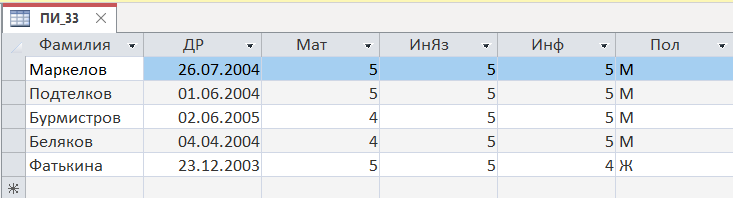 ПИ_33
Фамилия ДР Мат ИнЯз Инф Пол
Маркелов 26.07.2004 5 5 5 М
Подтелков 01.06.2004 5 5 5 М
Бурмистров 02.06.2005 4 5 5 М
Беляков 04.04.2004 4 5 5 М
Фатькина 23.12.2003 5 5 4 Ж